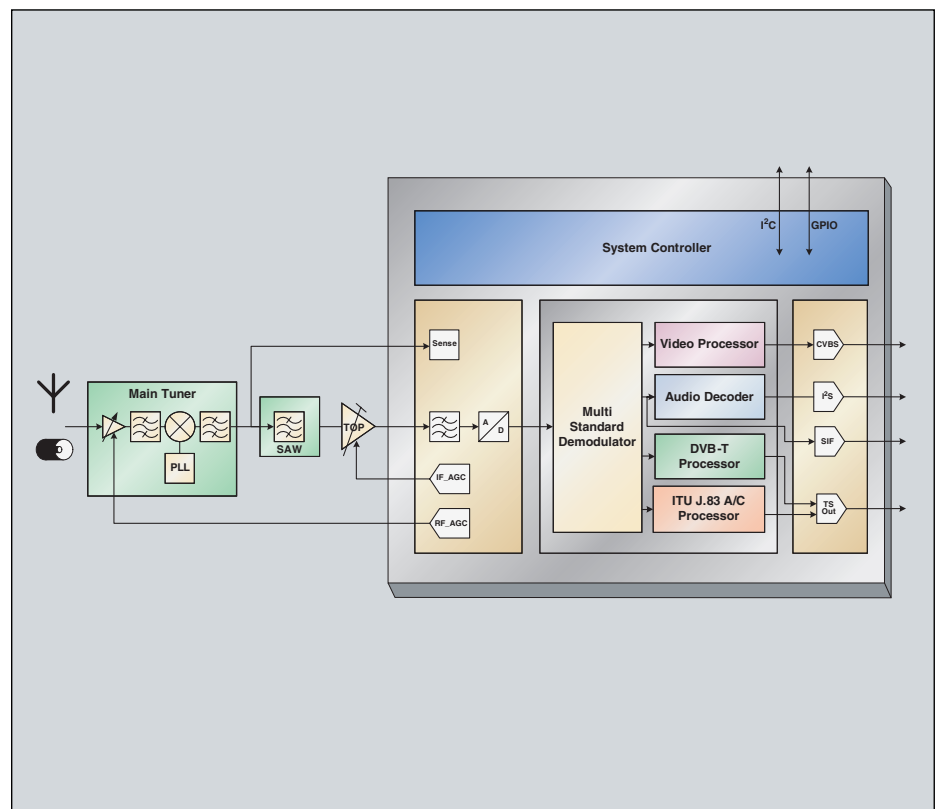 I²C
GPIO
System Controller
Sense
Video Processor
CVBS
Main Tuner
Audio Decoder
I²S
TOP
A
D
Multi
Standard
Demodulator
SIF
SAW
DVB-T
Processor
PLL
IF_AGC
ITU J.83 A/C
Processor
TS
Out
RF_AGC